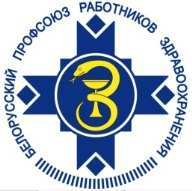 БЕЛОРУССКИЙ ПРОФСОЮЗ РАБОТНИКОВ ЗДРАВООХРАНЕНИЯ